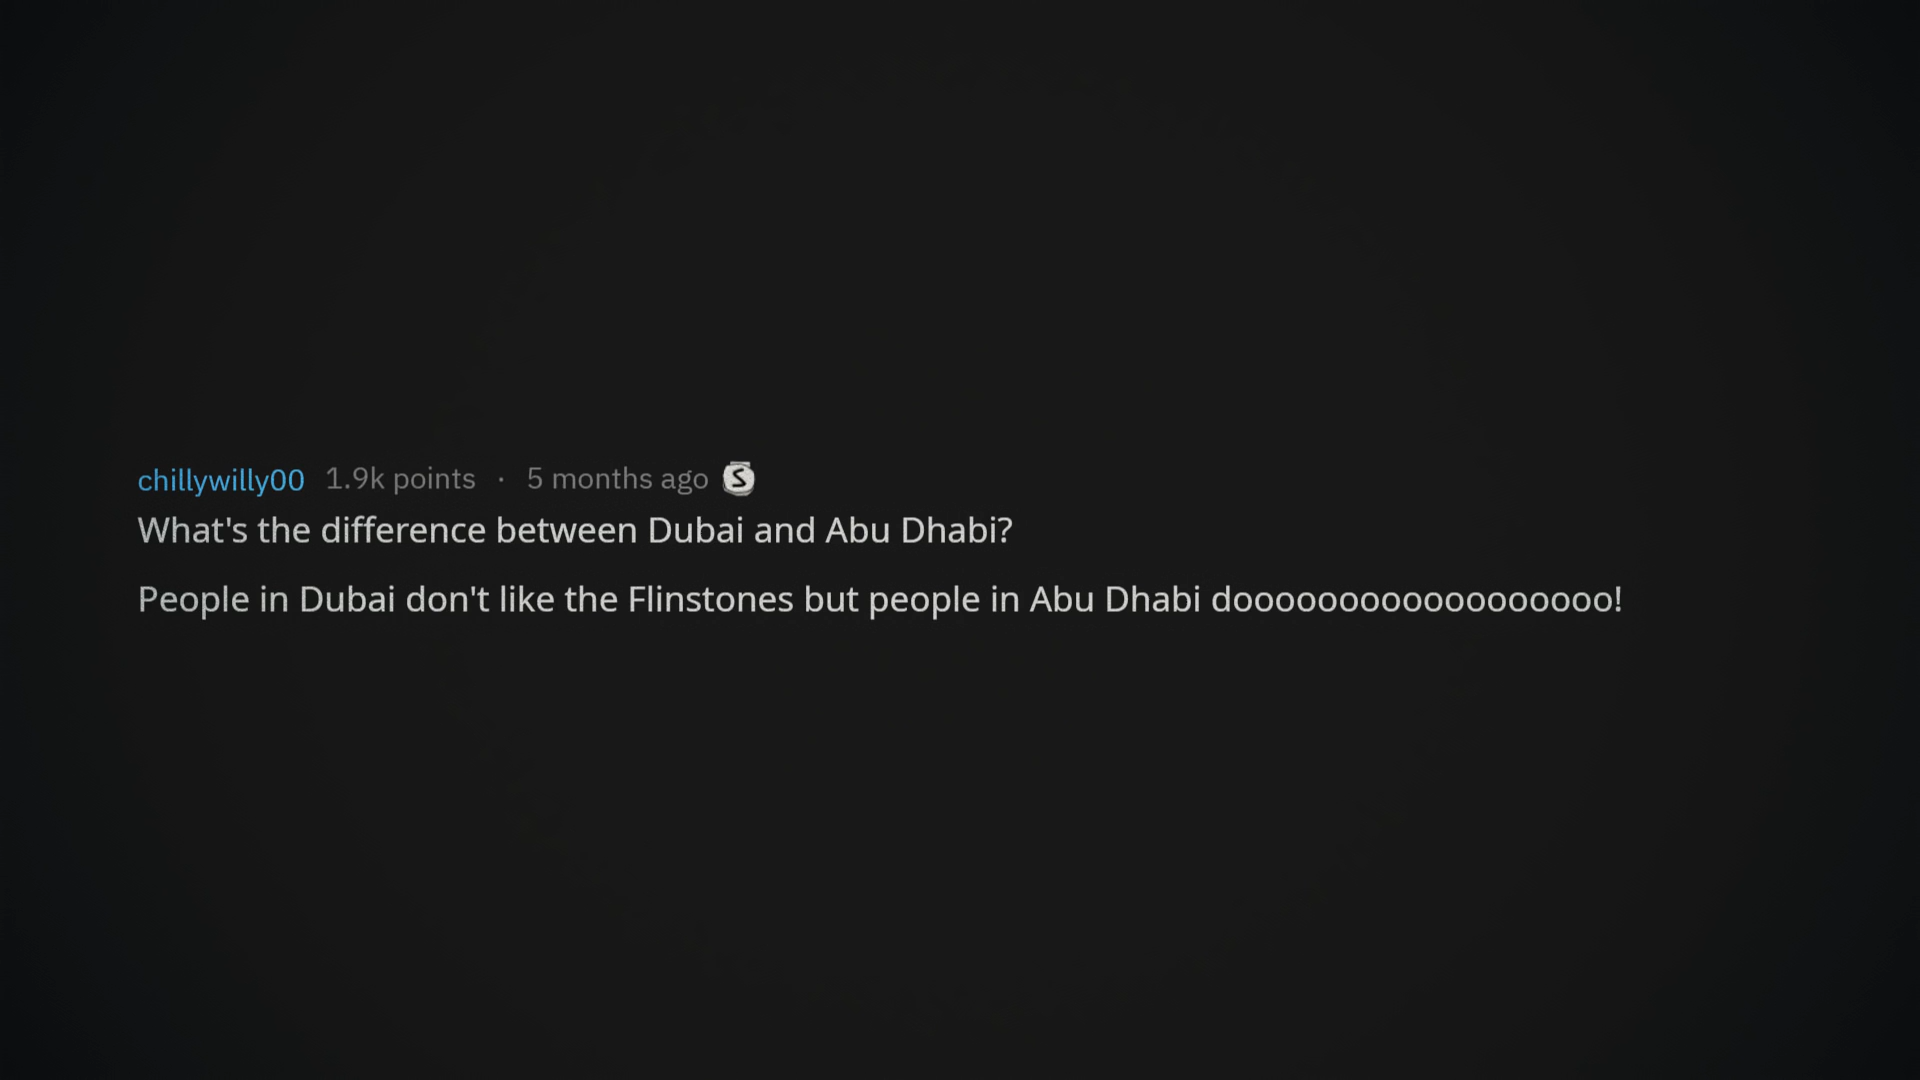 chillywilly00 1.9k points · 5 months ago S
What's the difference between Dubai and Abu Dhabi?
People in Dubai don't like the Flinstones but people in Abu Dhabi doooooooooooooooooo!